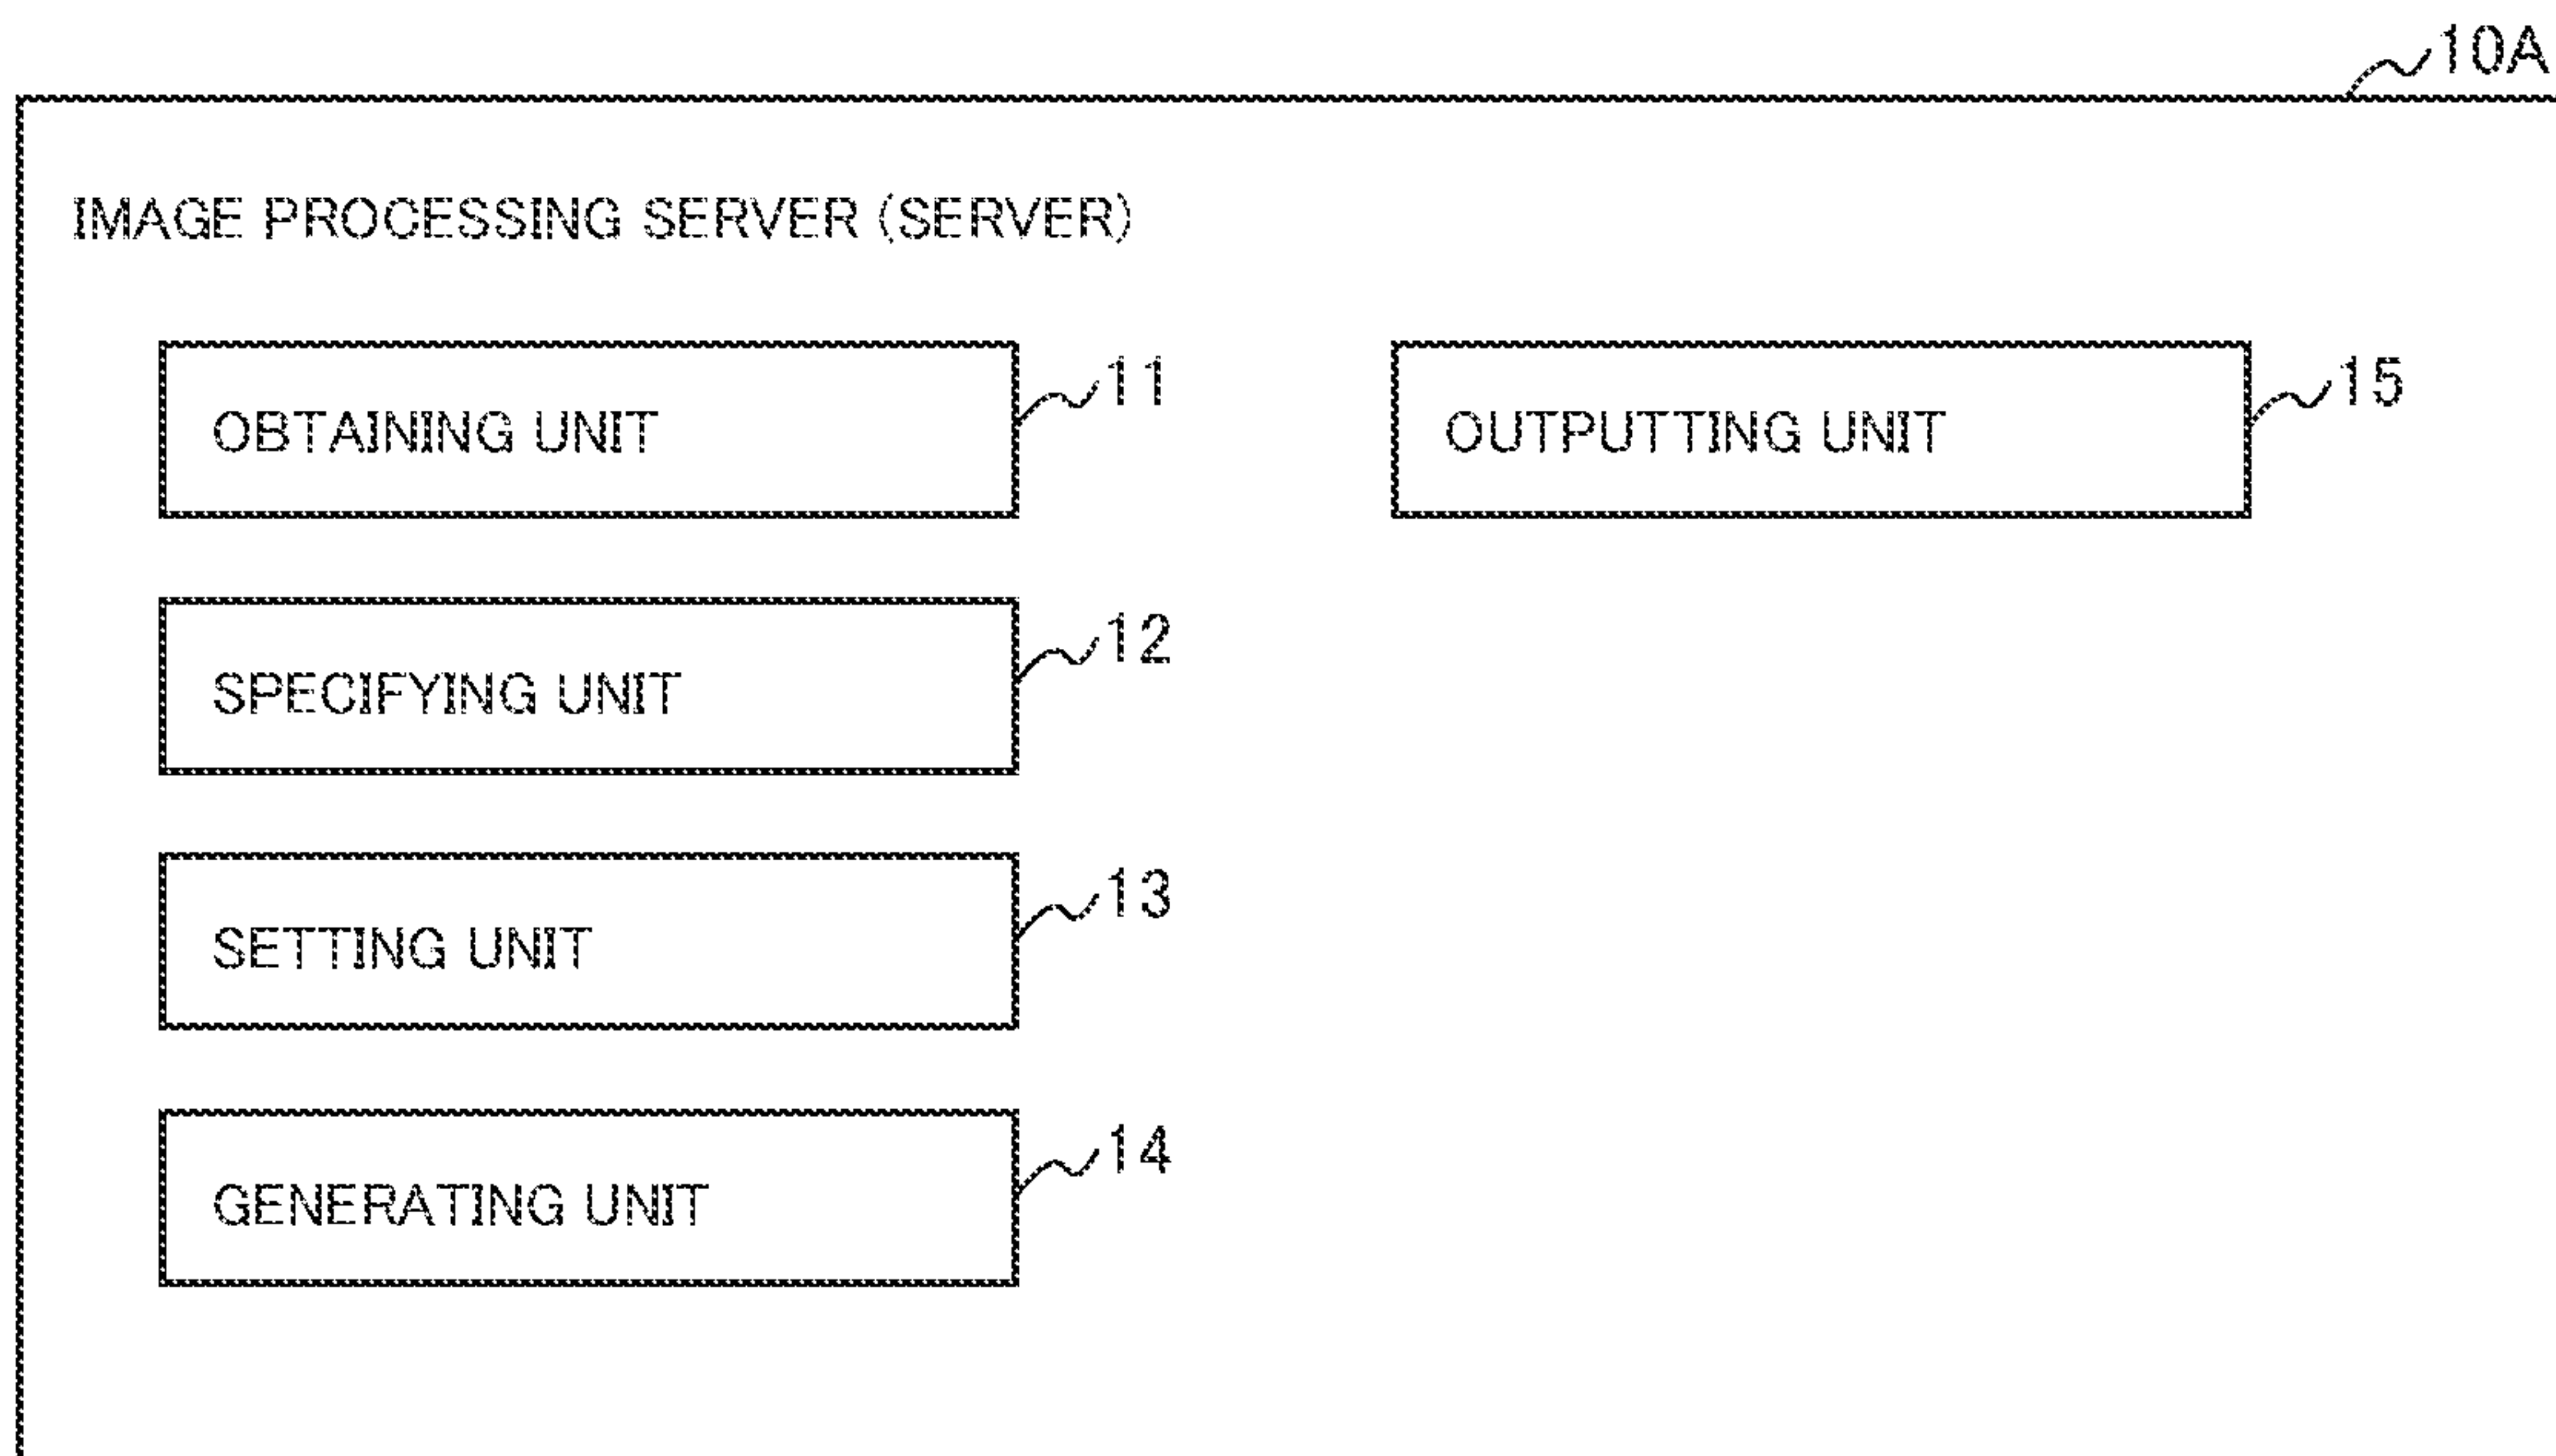 10A
IMAGE PROCESSING SERVER (SERVER)
OBTAINING UNIT
11
OUTPUTTING UNIT
15
SPECIFYING UNIT
12
SETTING UNIT
13
GENERATING UNIT
14